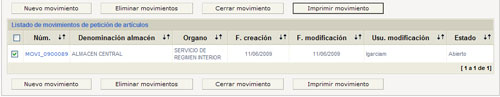 Nuevo movimiento Eliminar movimientos Cerrar movimiento Imprimir movimiento
Listado de movimientos de petición de artículos
Núm. Denominación almacén Organo F. creación F. modificación Usu. modificación Estado
MOVI_0900089 ALMACEN CENTRAL SERVICIO DE REGIMEN INTERIOR 11/06/2009 11/06/2009 igarciam Abierto
[ 1 a 1 de 1]
Nuevo movimiento Eliminar movimientos Cerrar movimiento Imprimir movimiento